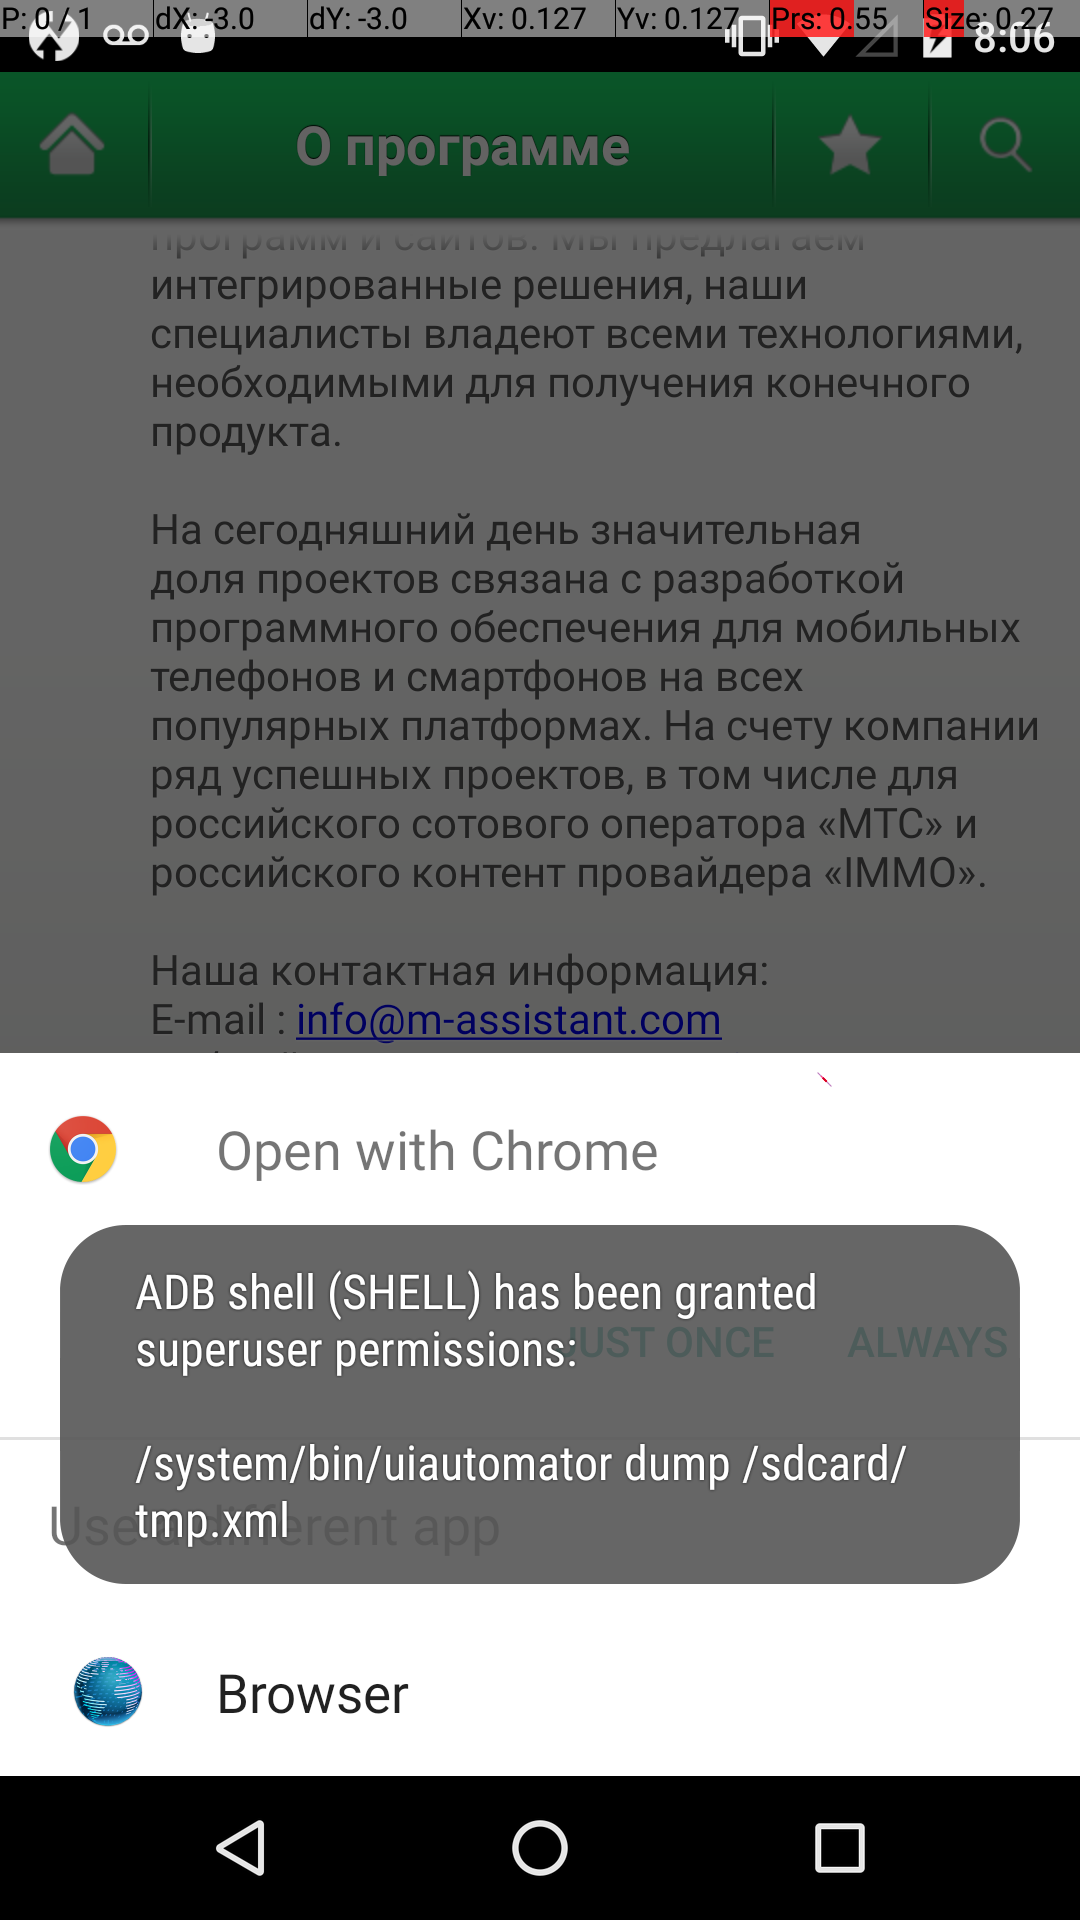 P: 0 / 1 dX: -3.0 dY: -3.0 Xv: 0.127 Yv: 0.127 Prs: 0.55 Size: 0.27
8:06
О программе
программ и сайтов. Мы предлагаем
интегрированные решения, наши
специалисты владеют всеми технологиями,
необходимыми для получения конечного
продукта.
На сегодняшний день значительная
доля проектов связана с разработкой
программного обеспечения для мобильных
телефонов и смартфонов на всех
популярных платформах. На счету компании
ряд успешных проектов, в том числе для
российского сотового оператора «МТС» и
российского контент провайдера «IMMO».
Наша контактная информация:
E-mail : info@m-assistant.com
Open with Chrome
ADB shell (SHELL) has been granted
superuser permissions:
JUST ONCE ALWAYS
/system/bin/uiautomator dump /sdcard/
tmp.xml
Use a different app
Browser